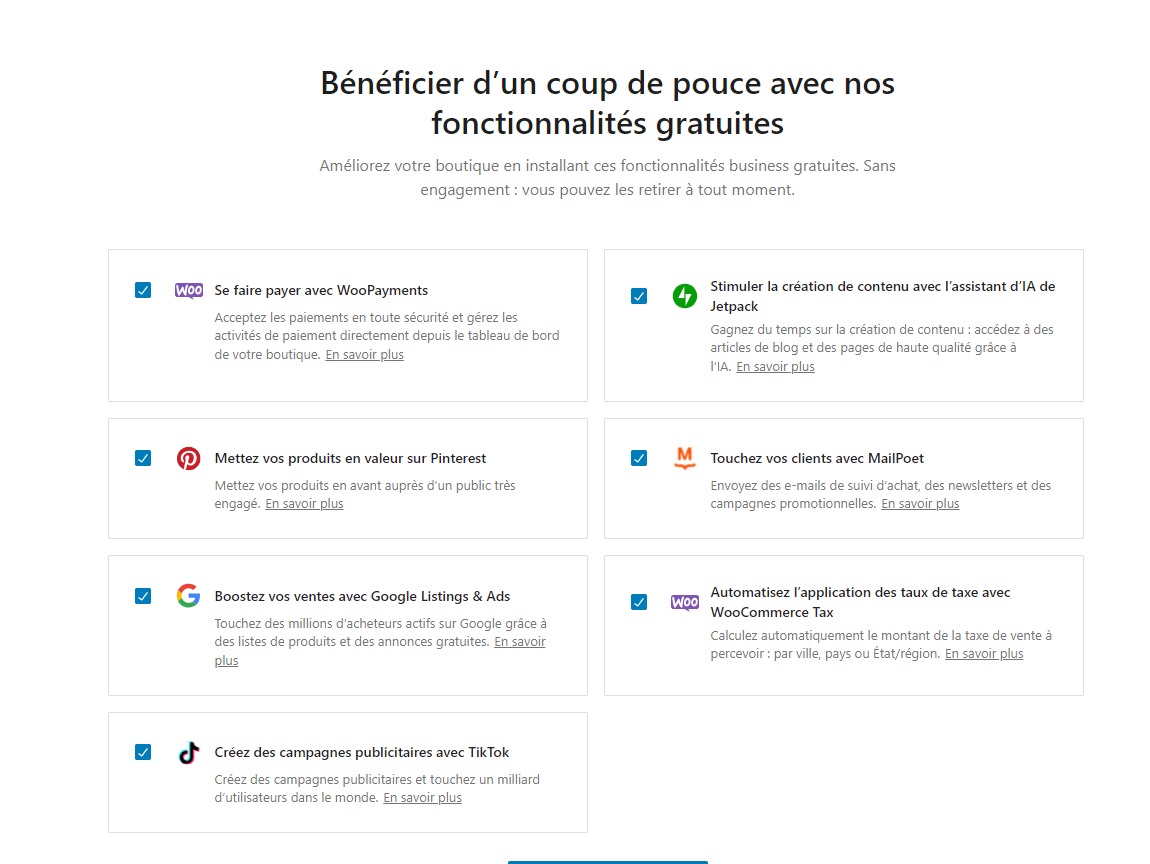 Bénéficier d’un coup de pouce avec nos
fonctionnalités gratuites
Améliorez votre boutique en installant ces fonctionnalités business gratuites. Sans
engagement : vous pouvez les retirer à tout moment.
WOO
Se faire payer avec WooPayments
Acceptez les paiements en toute sécurité et gérez les
activités de paiement directement depuis le tableau de bord
de votre boutique. En savoir plus
Stimuler la création de contenu avec l’assistant d’IA de
Jetpack
Gagnez du temps sur la création de contenu : accédez à des
articles de blog et des pages de haute qualité grâce à
l’IA. En savoir plus
Mettez vos produits en valeur sur Pinterest
Mettez vos produits en avant auprès d’un public très
engagé. En savoir plus
M
Touchez vos clients avec MailPoet
Envoyez des e-mails de suivi d’achat, des newsletters et des
campagnes promotionnelles. En savoir plus
G
Boostez vos ventes avec Google Listings & Ads
Touchez des millions d’acheteurs actifs sur Google grâce à
des listes de produits et des annonces gratuites. En savoir
plus
WOO
Automatisez l’application des taux de taxe avec
WooCommerce Tax
Calculez automatiquement le montant de la taxe de vente à
percevoir : par ville, pays ou État/région. En savoir plus
Créez des campagnes publicitaires avec TikTok
Créez des campagnes publicitaires et touchez un milliard
d’utilisateurs dans le monde. En savoir plus